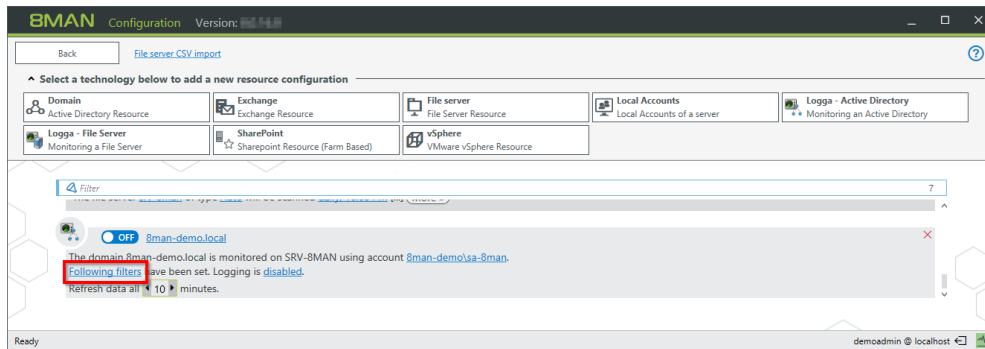 8MAN Configuration Version:
Back File server CSV import
Select a technology below to add a new resource configuration
Domain Exchange File server Local Accounts Logga - Active Directory
Active Directory Resource Exchange Resource File Server Resource Local Accounts of a server Monitoring an Active Directory
Logga - File Server SharePoint vSphere
Monitoring a File Server Sharepoint Resource (Farm Based) VMware vSphere Resource
Filter 7
OFF 8man-demo.local
The domain 8man-demo.local is monitored on SRV-8MAN using account 8man-demo\sa-8man.
Following filters have been set. Logging is disabled.
Refresh data all 10 minutes.
Ready demoadmin @ localhost